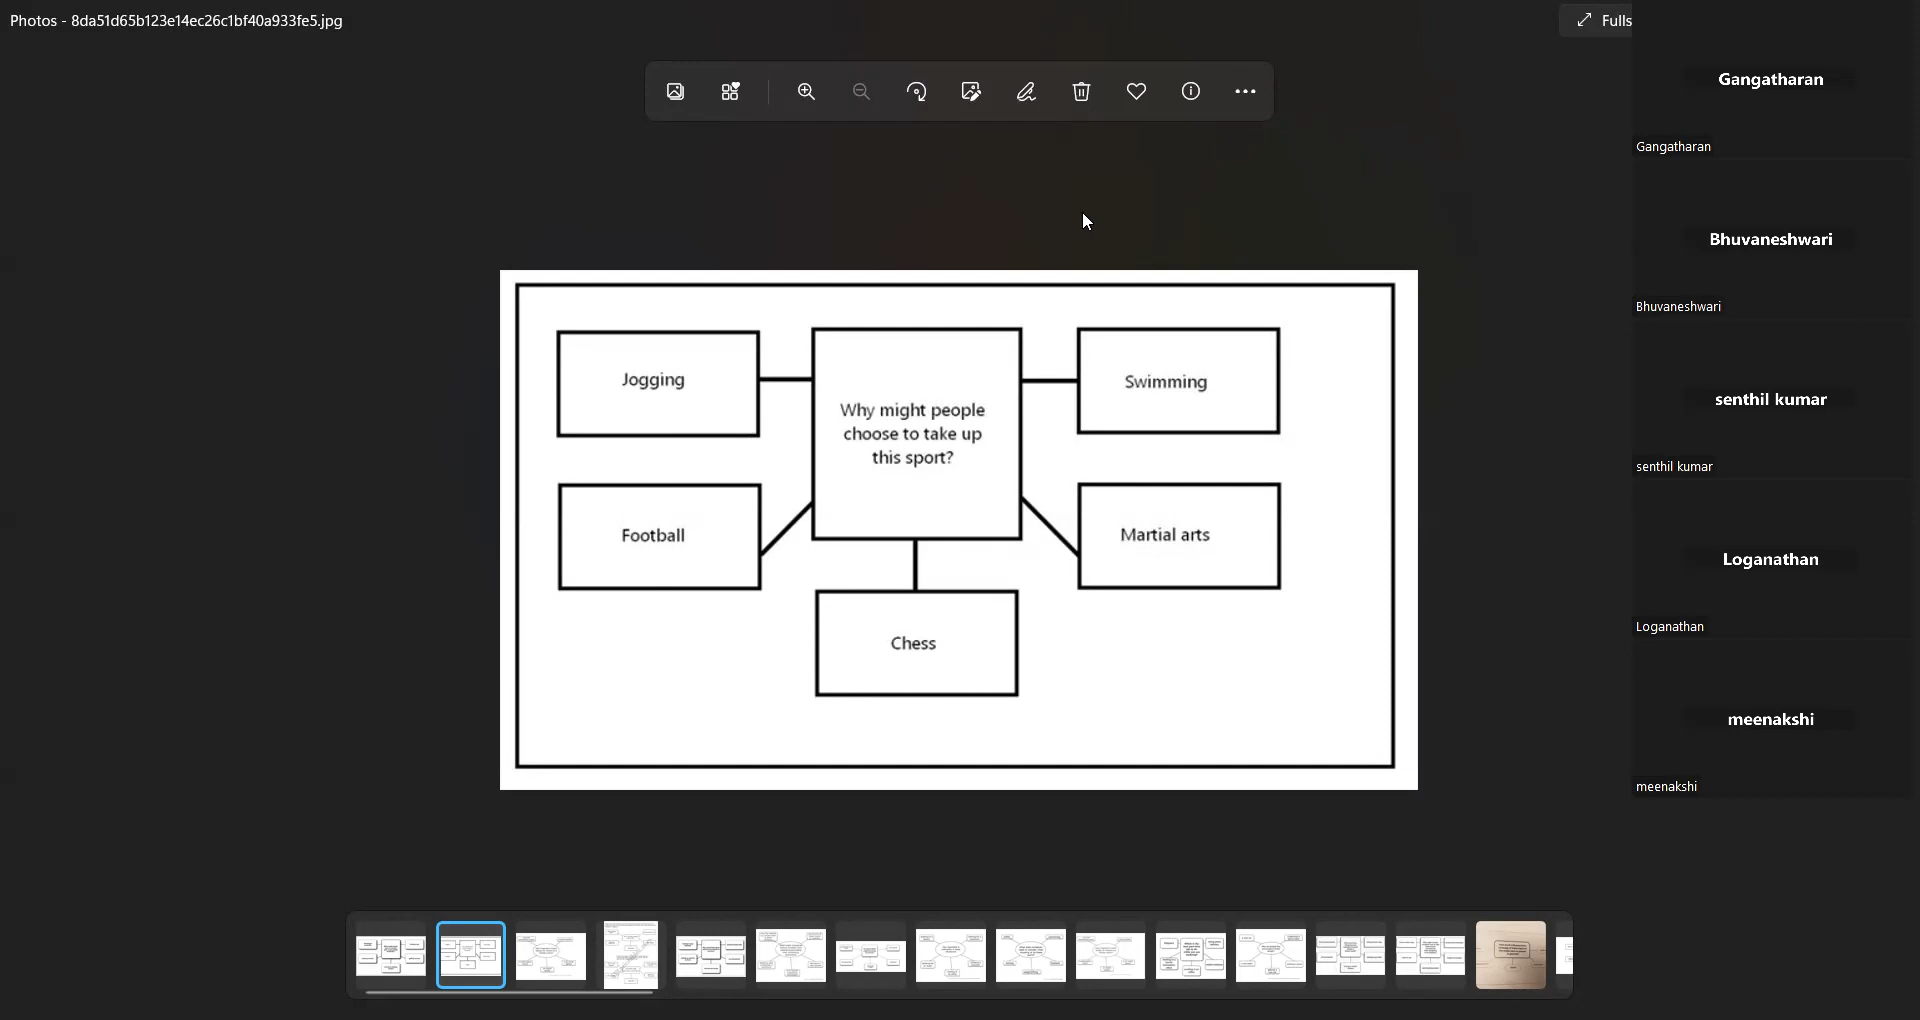 Photos - 8da51d65b123e14ec26c1bf40a933fe5.jpg
Fulls
Jogging
Why might people
choose to take up
this sport?
Swimming
Football
Martial arts
Chess
Gangatharan
Gangatharan
Bhuvaneshwari
Bhuvaneshwari
senthil kumar
senthil kumar
Loganathan
Loganathan
meenakshi
meenakshi